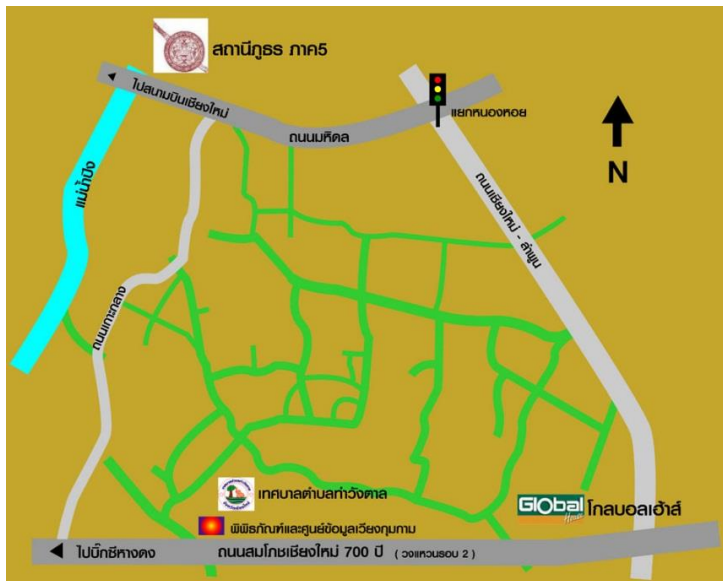 สถานีภูธร ภาค5
ไปสนามบินเชียงใหม่
ถนนมหิดล
แยกหนองหอย
N
แม่น้ำปิง
ถนนเชียงใหม่ - ลำพูน
ถนนเกาะกลาง
เทศบาลตำบลท่าวังตาล
Global House
โกลบอลเฮ้าส์
พิพิธภัณฑ์และศูนย์ข้อมูลเวียงกุมกาม
ไปบิ๊กซีหางดง
ถนนสมโภชเชียงใหม่ 700 ปี ( วงแหวนรอบ 2 )